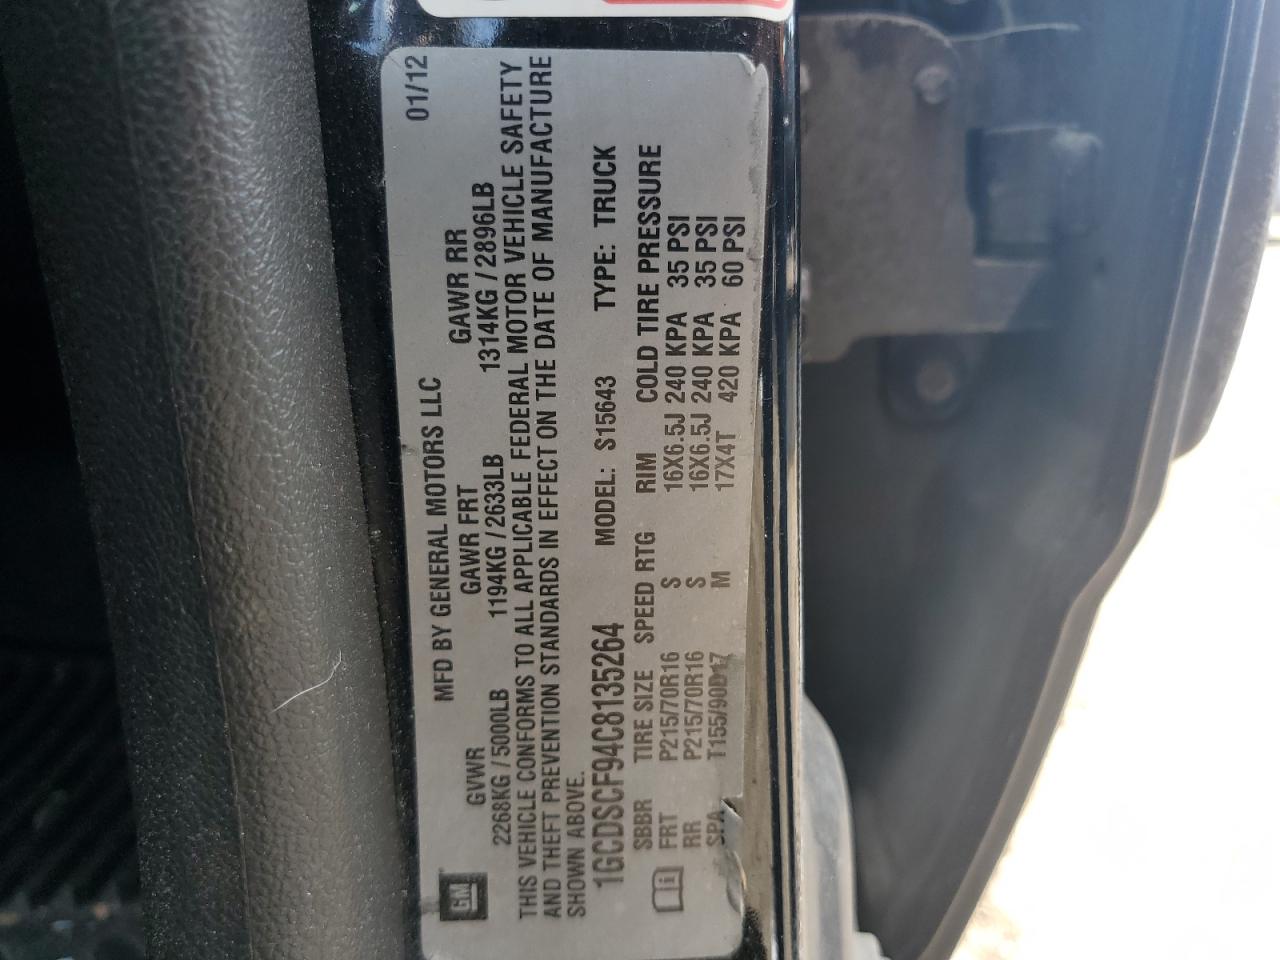 MFD BY GENERAL MOTORS LLC 01/12
GVWR GAWR FRT GAWR RR
GM 2268KG / 5000LB 1194KG / 2633LB 1314KG / 2896LB
THIS VEHICLE CONFORMS TO ALL APPLICABLE FEDERAL MOTOR VEHICLE SAFETY
AND THEFT PREVENTION STANDARDS IN EFFECT ON THE DATE OF MANUFACTURE
SHOWN ABOVE.
1GCDSCF94C8135264 MODEL: S15643 TYPE: TRUCK
SBBR TIRE SIZE SPEED RTG RIM COLD TIRE PRESSURE
FRT P215/70R16 S 16X6.5J 240 KPA 35 PSI
RR P215/70R16 S 16X6.5J 240 KPA 35 PSI
SPA T155/90D17 M 17X4T 420 KPA 60 PSI